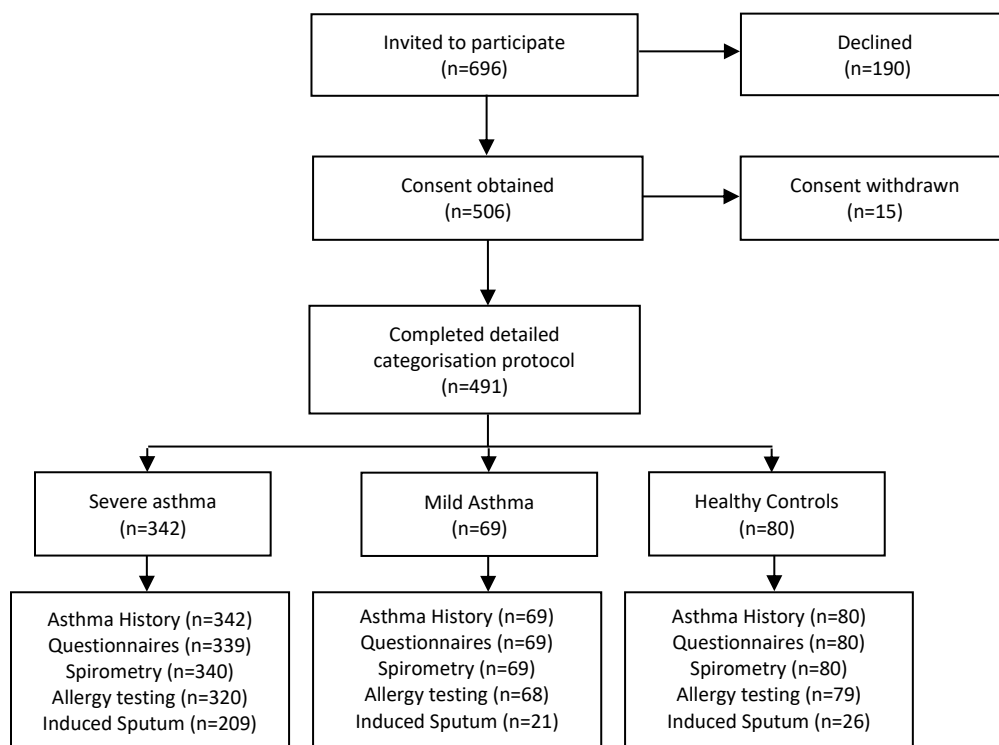 Invited to participate
(n=696)
Declined
(n=190)
Consent obtained
(n=506)
Consent withdrawn
(n=15)
Completed detailed
categorisation protocol
(n=491)
Severe asthma
(n=342)
Mild Asthma
(n=69)
Healthy Controls
(n=80)
Asthma History (n=342)
Questionnaires (n=339)
Spirometry (n=340)
Allergy testing (n=320)
Induced Sputum (n=209)
Asthma History (n=69)
Questionnaires (n=69)
Spirometry (n=69)
Allergy testing (n=68)
Induced Sputum (n=21)
Asthma History (n=80)
Questionnaires (n=80)
Spirometry (n=80)
Allergy testing (n=79)
Induced Sputum (n=26)